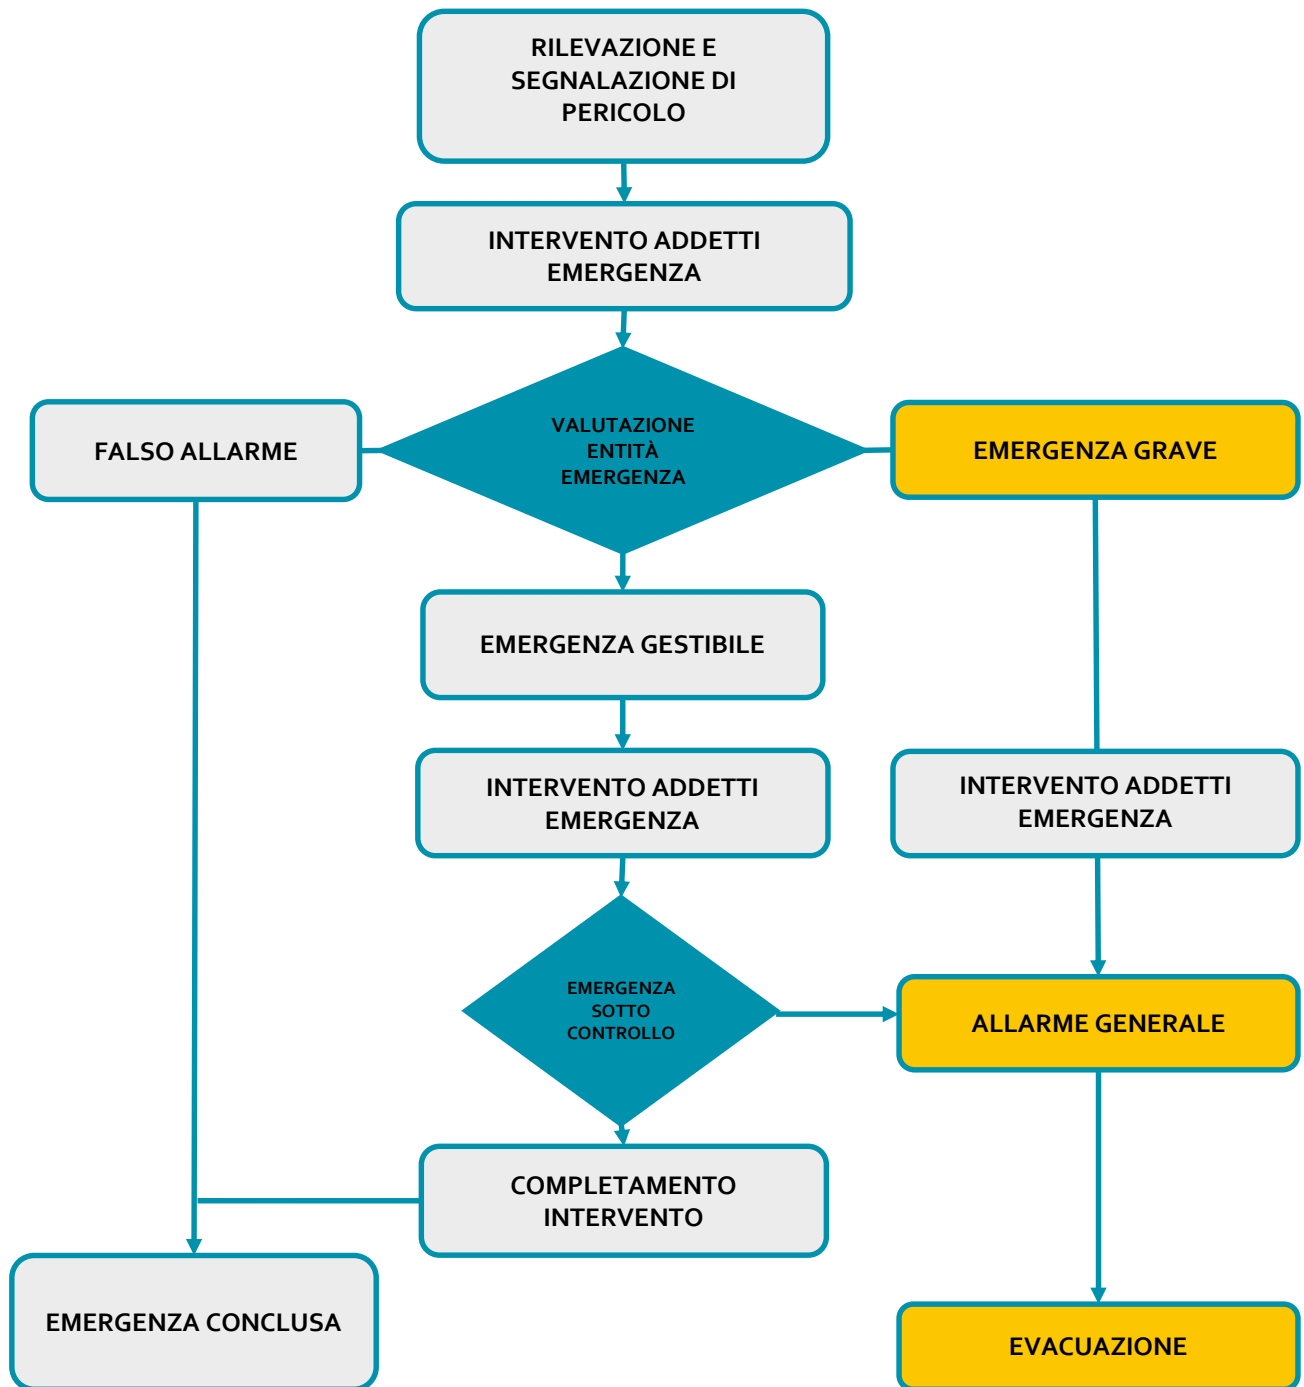 RILEVAZIONE E
SEGNALAZIONE DI
PERICOLO
INTERVENTO ADDETTI
EMERGENZA
FALSO ALLARME
VALUTAZIONE
ENTITÀ
EMERGENZA
EMERGENZA GRAVE
EMERGENZA GESTIBILE
INTERVENTO ADDETTI
EMERGENZA
INTERVENTO ADDETTI
EMERGENZA
EMERGENZA
SOTTO
CONTROLLO
ALLARME GENERALE
COMPLETAMENTO
INTERVENTO
EMERGENZA CONCLUSA
EVACUAZIONE